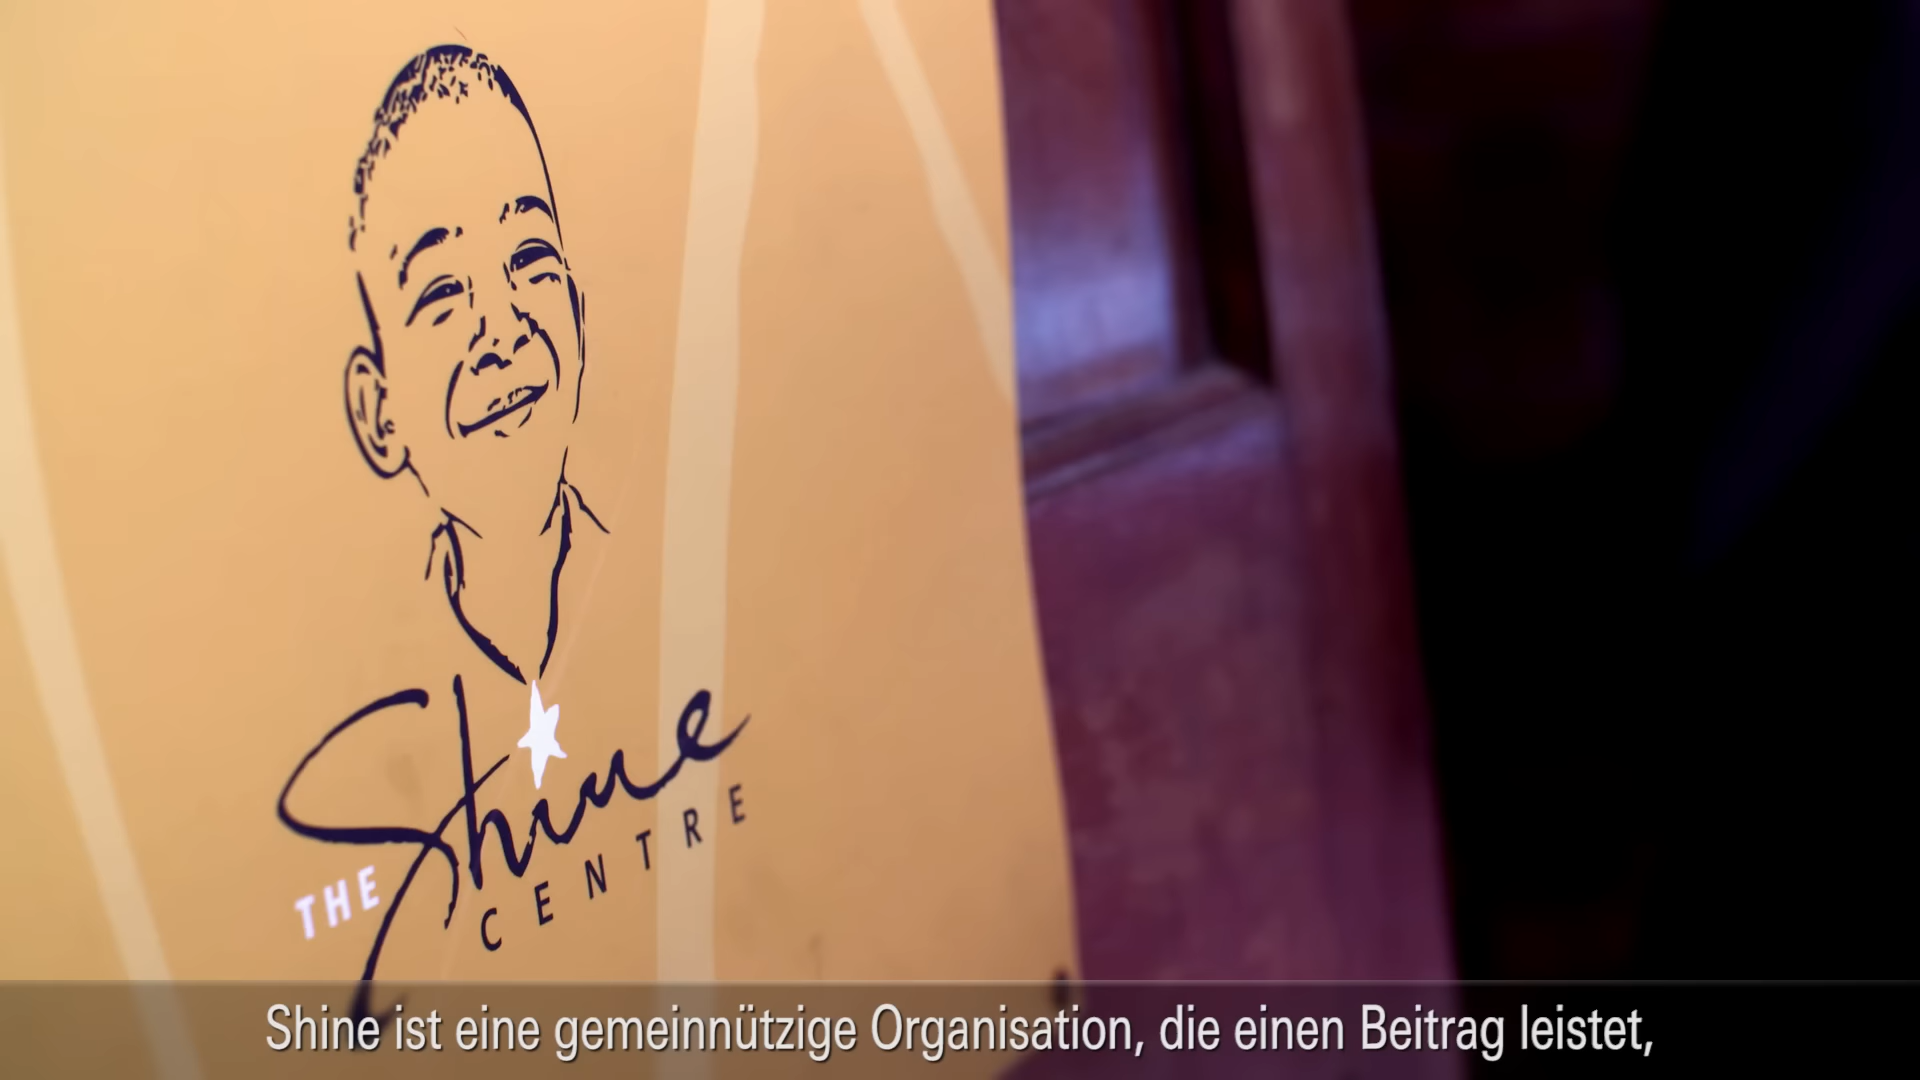 THE Shine
CENTRE
Shine ist eine gemeinnützige Organisation, die einen Beitrag leistet,